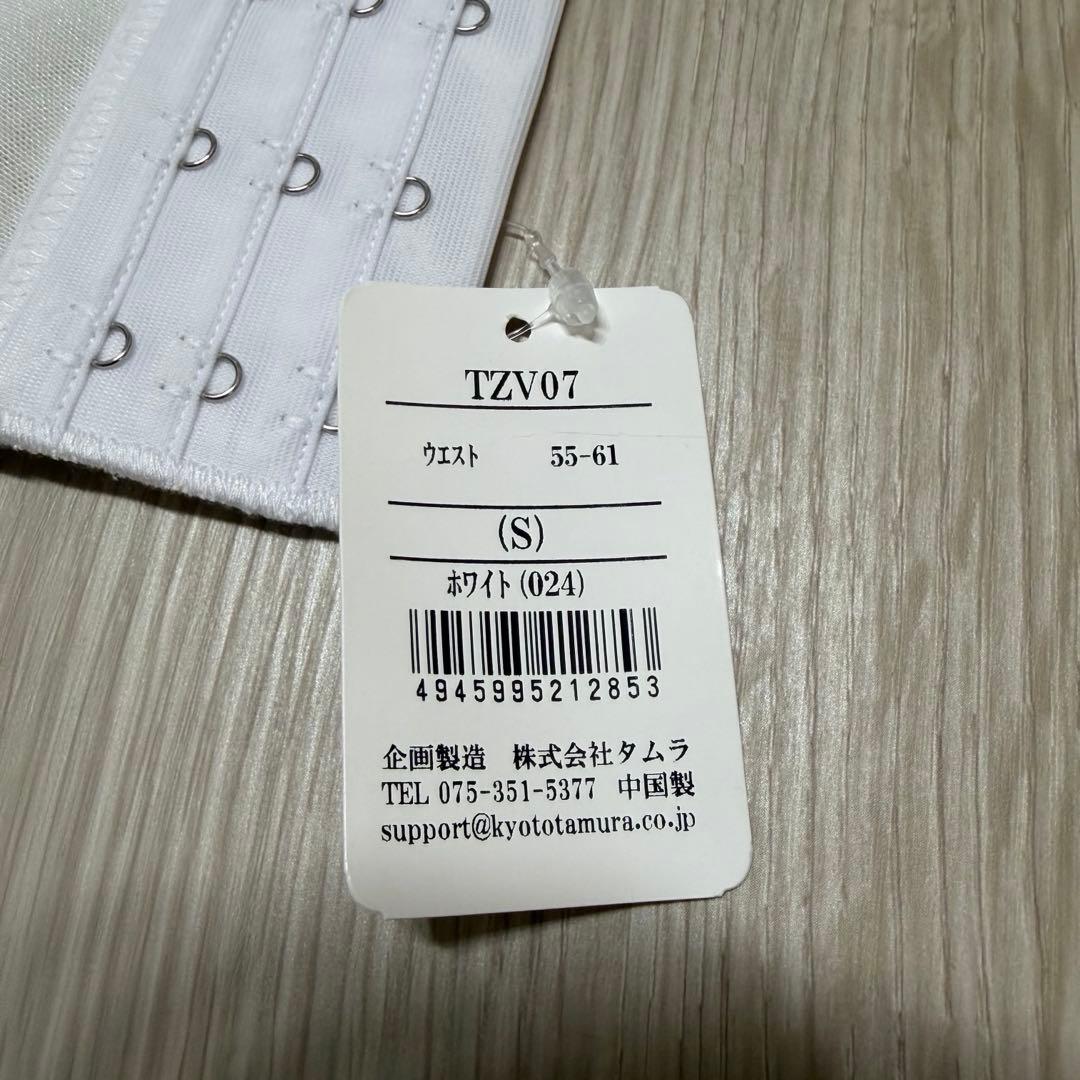 TZV07
ウエスト 55-61
(S)
ホワイト(024)
4945995212853
企画製造 株式会社タムラ
TEL 075-351-5377 中国製
support@kyototamura.co.jp